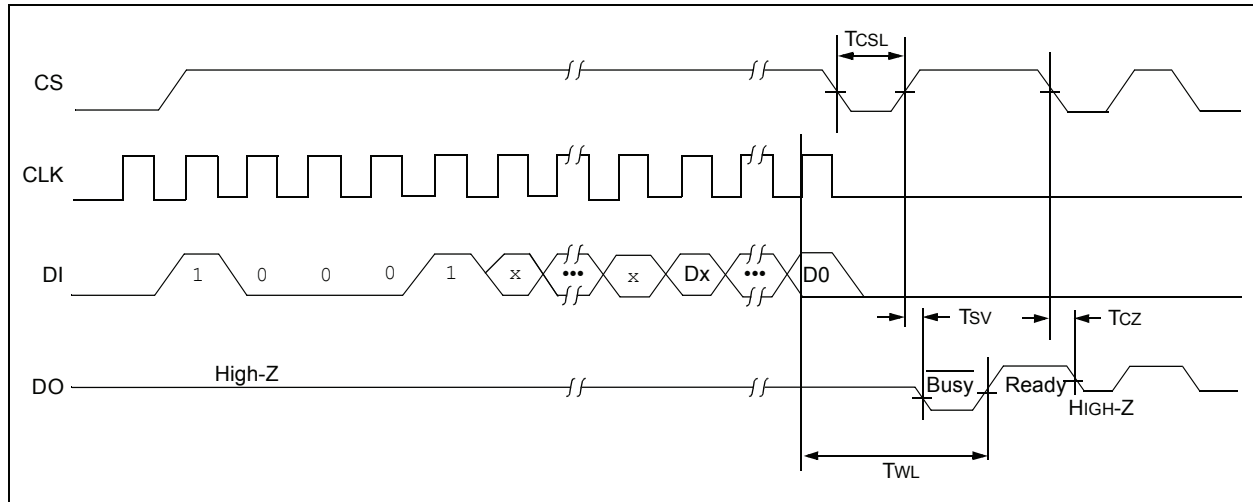 TCSL
CS
CLK
DI 1 0 0 0 1 x ••• x Dx ••• D0
TSV TCZ
DO High-Z Busy Ready HIGH-Z
TWL